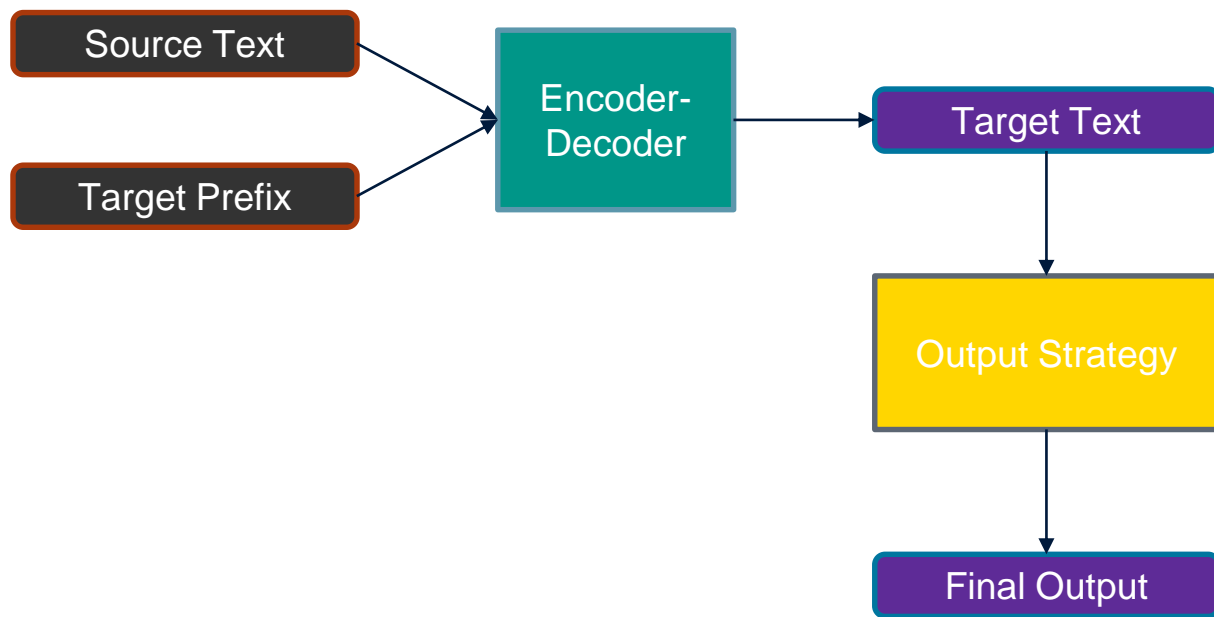 Source Text
Target Prefix
Encoder-
Decoder
Target Text
Output Strategy
Final Output